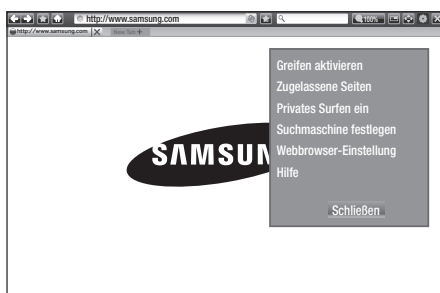 http://www.samsung.com
100%
http://www.samsung.com
New Tab +
SAMSUN
Greifen aktivieren
Zugelassene Seiten
Privates Surfen ein
Suchmaschine festlegen
Webbrowser-Einstellung
Hilfe
Schließen